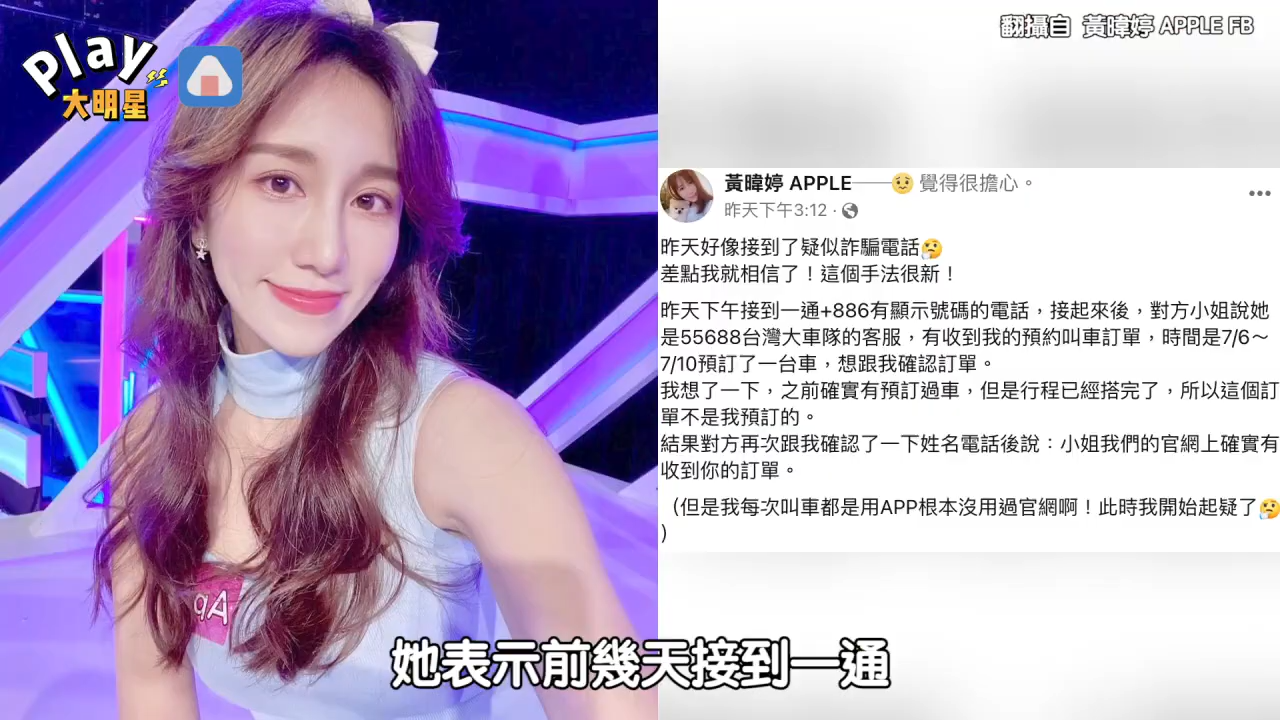 Play
大明星
翻攝自 黃暐婷 APPLE FB
黃暐婷 APPLE——😟 覺得很擔心。
昨天下午3:12 ·
昨天好像接到了疑似詐騙電話🤔
差點我就相信了！這個手法很新！
昨天下午接到一通+886有顯示號碼的電話，接起來後，對方小姐說她
是55688台灣大車隊的客服，有收到我的預約叫車訂單，時間是7/6～
7/10預訂了一台車，想跟我確認訂單。
我想了一下，之前確實有預訂過車，但是行程已經搭完了，所以這個訂
單不是我預訂的。
結果對方再次跟我確認了一下姓名電話後說：小姐我們的官網上確實有
收到你的訂單。
（但是我每次叫車都是用APP根本沒用過官網啊！此時我開始起疑了🤔
）
qA
她表示前幾天接到一通